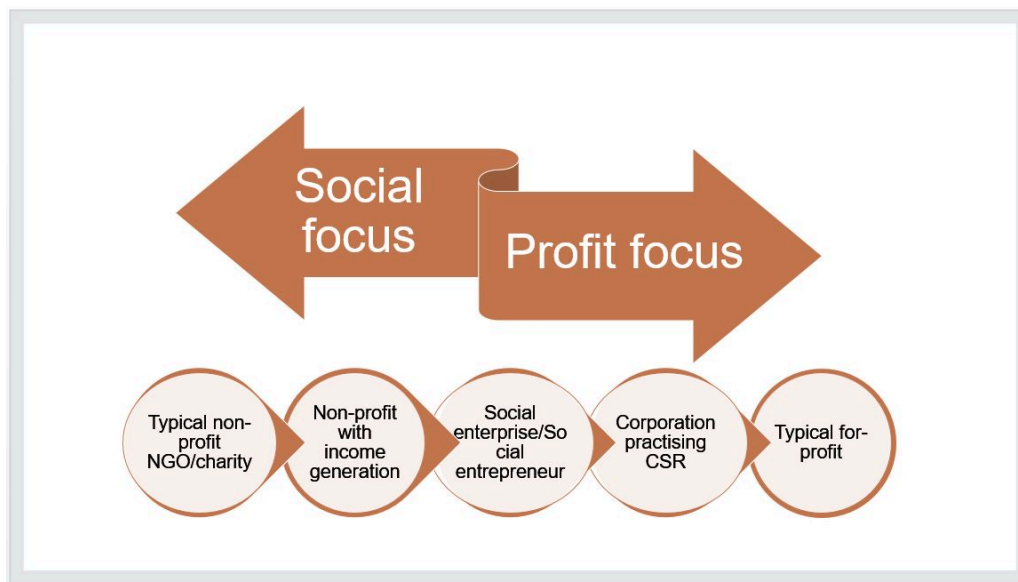 Social
focus
Profit focus
Typical non-
profit
NGO/charity
Non-profit
with
income
generation
Social
enterprise/So
cial
entrepreneur
Corporation
practising
CSR
Typical for-
profit